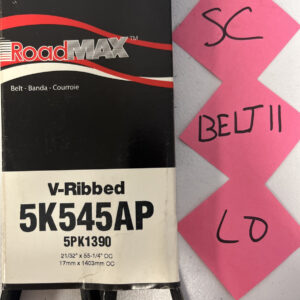 RoadMAX™
Belt - Banda - Courroie
V-Ribbed
5K545AP
5PK1390
21/32" x 55-1/4" OC
17mm x 1403mm OC
SC
BELT 11
LO